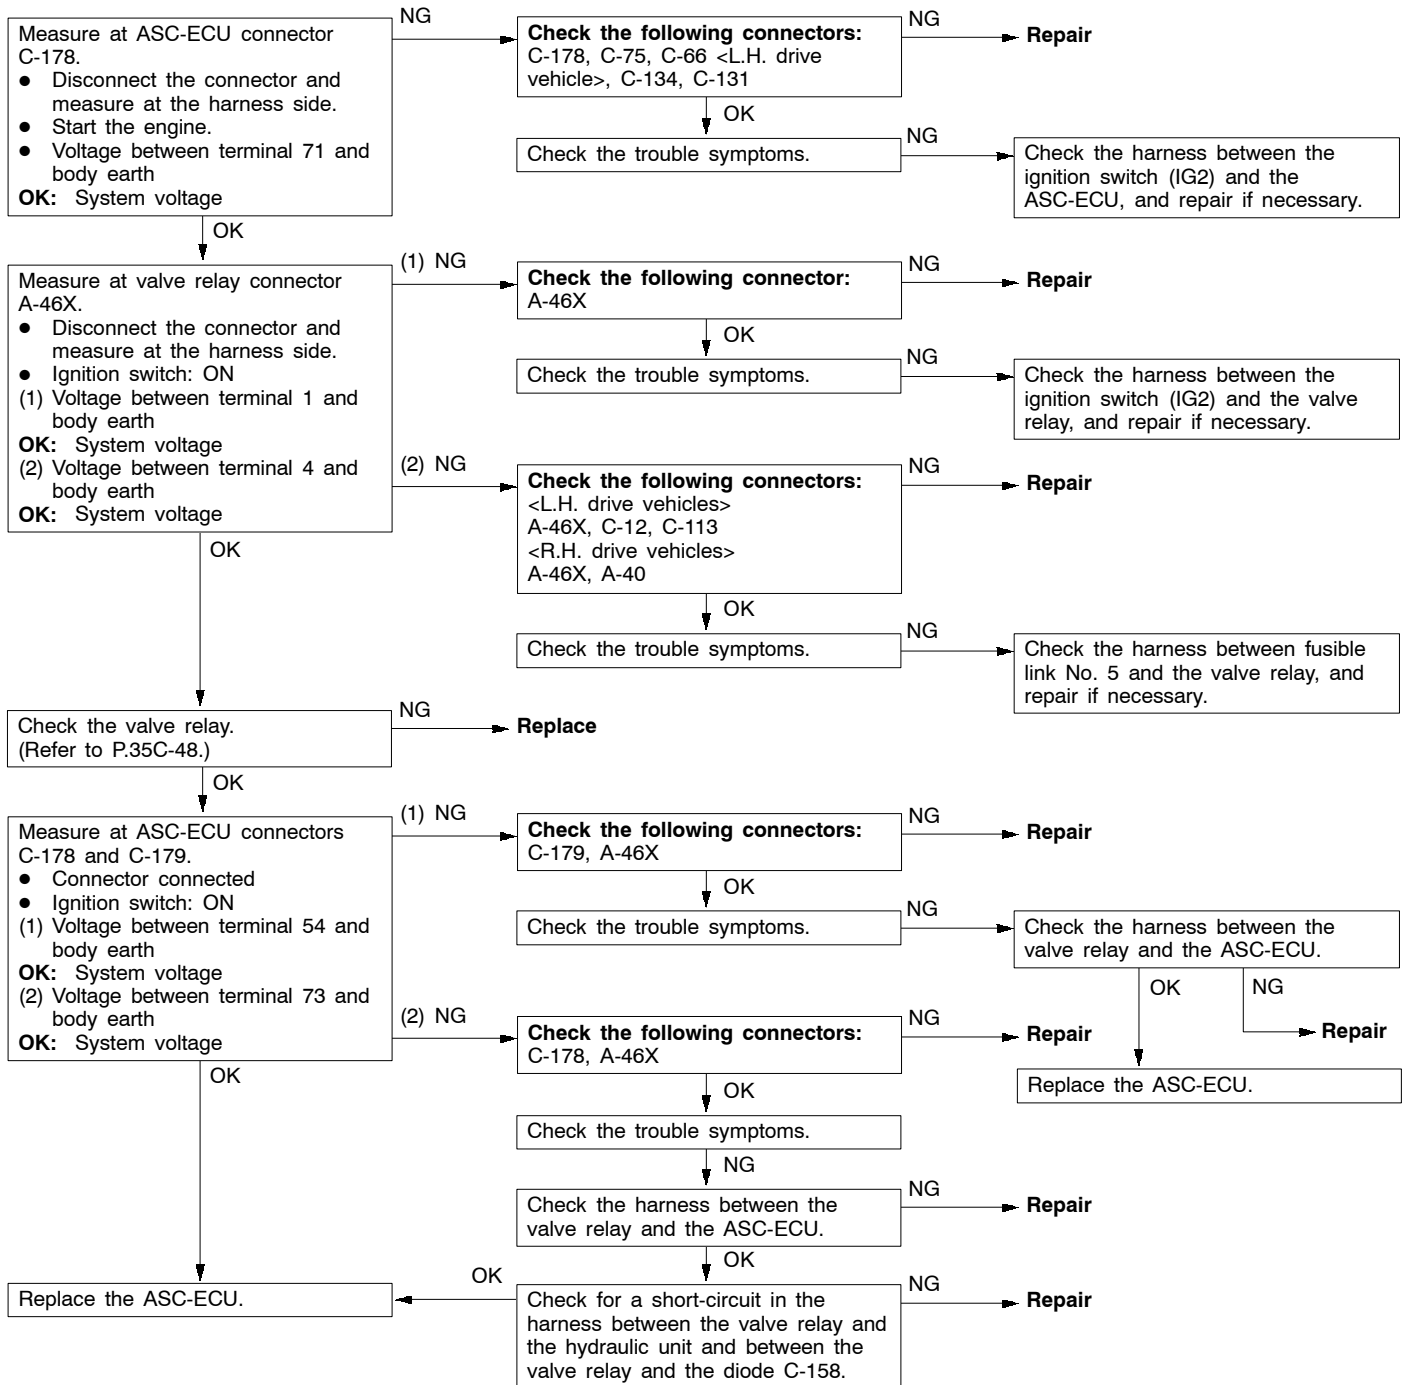 Measure at ASC-ECU connector
C-178.
● Disconnect the connector and
measure at the harness side.
● Start the engine.
● Voltage between terminal 71 and
body earth
OK: System voltage
NG
Check the following connectors:
C-178, C-75, C-66 <L.H. drive
vehicle>, C-134, C-131
NG
Repair
OK
Check the trouble symptoms.
NG
Check the harness between the
ignition switch (IG2) and the
ASC-ECU, and repair if necessary.
OK
Measure at valve relay connector
A-46X.
● Disconnect the connector and
measure at the harness side.
● Ignition switch: ON
(1) Voltage between terminal 1 and
body earth
OK: System voltage
(2) Voltage between terminal 4 and
body earth
OK: System voltage
(1) NG
Check the following connector:
A-46X
NG
Repair
OK
Check the trouble symptoms.
NG
Check the harness between the
ignition switch (IG2) and the valve
relay, and repair if necessary.
(2) NG
Check the following connectors:
<L.H. drive vehicles>
A-46X, C-12, C-113
<R.H. drive vehicles>
A-46X, A-40
NG
Repair
OK
Check the trouble symptoms.
NG
Check the harness between fusible
link No. 5 and the valve relay, and
repair if necessary.
OK
Check the valve relay.
(Refer to P.35C-48.)
NG
Replace
OK
Measure at ASC-ECU connectors
C-178 and C-179.
● Connector connected
● Ignition switch: ON
(1) Voltage between terminal 54 and
body earth
OK: System voltage
(2) Voltage between terminal 73 and
body earth
OK: System voltage
(1) NG
Check the following connectors:
C-179, A-46X
NG
Repair
OK
Check the trouble symptoms.
NG
Check the harness between the
valve relay and the ASC-ECU.
OK
NG
Repair
Replace the ASC-ECU.
(2) NG
Check the following connectors:
C-178, A-46X
NG
Repair
OK
Check the trouble symptoms.
NG
Check the harness between the
valve relay and the ASC-ECU.
NG
Repair
OK
Check for a short-circuit in the
harness between the valve relay and
the hydraulic unit and between the
valve relay and the diode C-158.
NG
Repair
OK
OK
Replace the ASC-ECU.